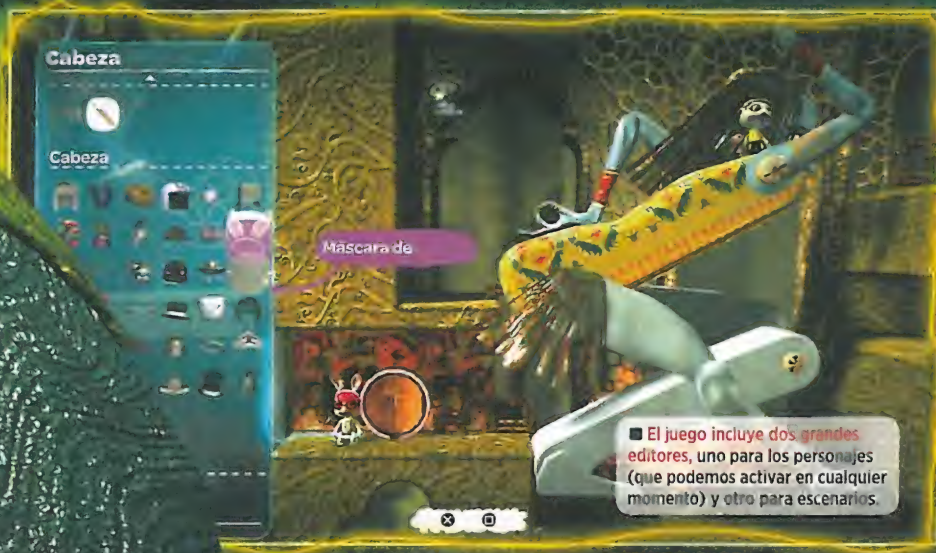 Cabeza
Cabeza
Máscara de
■ El juego incluye dos grandes
editores, uno para los personajes
(que podemos activar en cualquier
momento) y otro para escenarios.